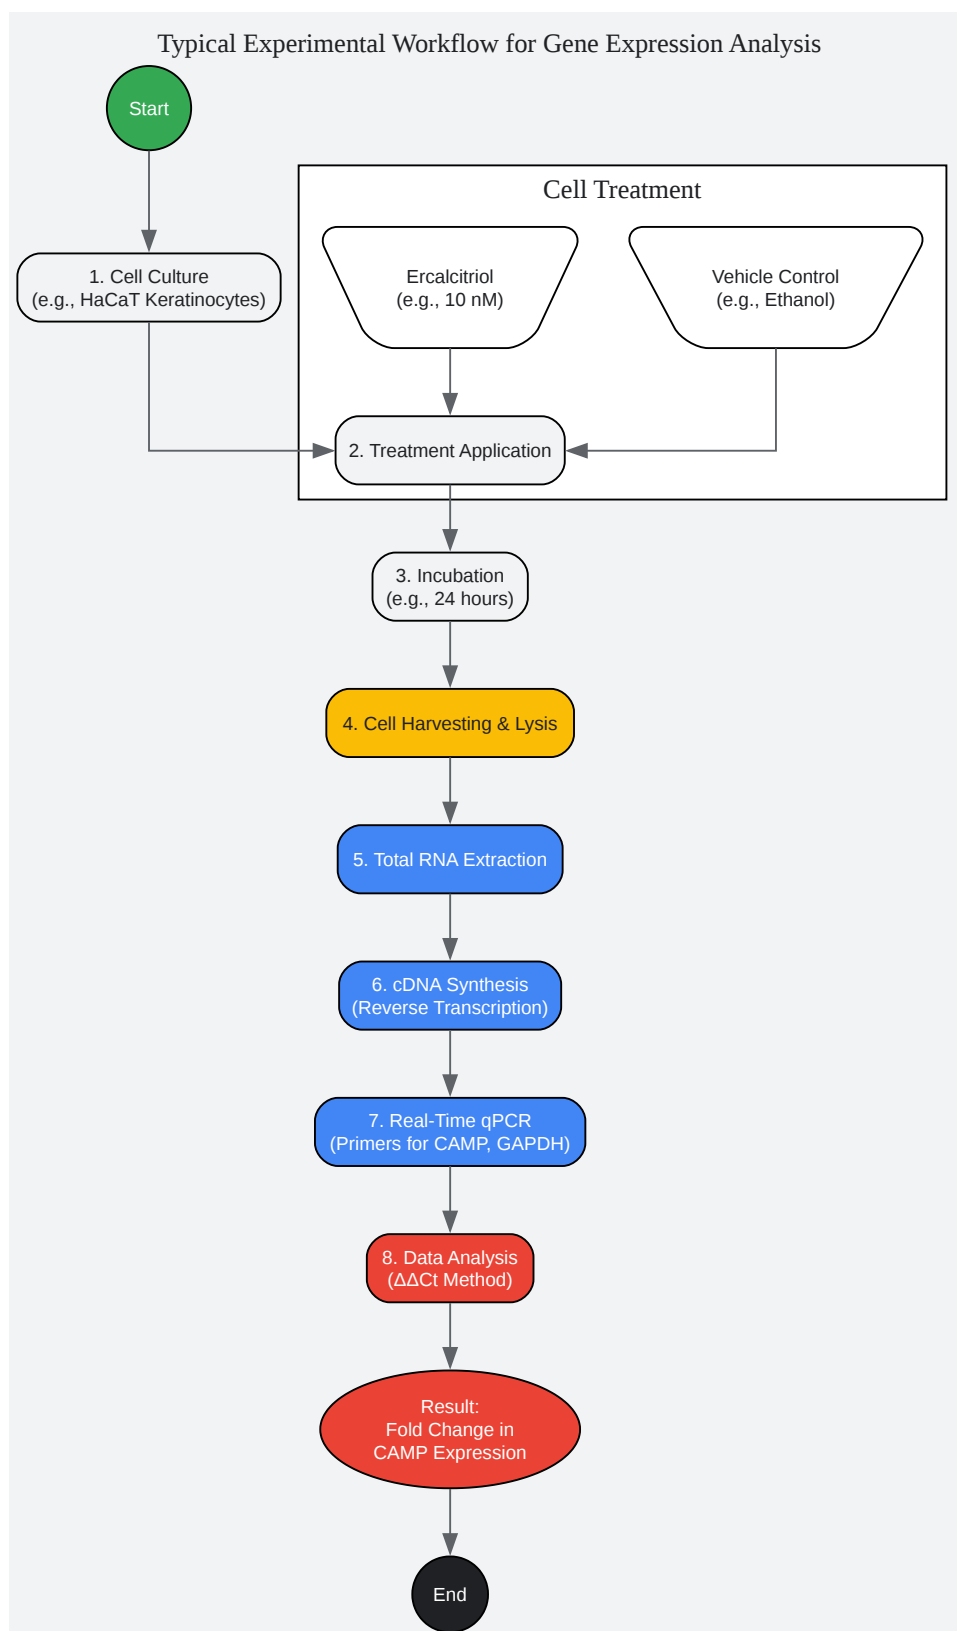 Typical Experimental Workflow for Gene Expression Analysis
Start
1. Cell Culture
(e.g., HaCaT Keratinocytes)
Cell Treatment
Ercalcitriol
(e.g., 10 nM)
Vehicle Control
(e.g., Ethanol)
2. Treatment Application
3. Incubation
(e.g., 24 hours)
4. Cell Harvesting & Lysis
5. Total RNA Extraction
6. cDNA Synthesis
(Reverse Transcription)
7. Real-Time qPCR
(Primers for CAMP, GAPDH)
8. Data Analysis
(ΔΔCt Method)
Result:
Fold Change in
CAMP Expression
End